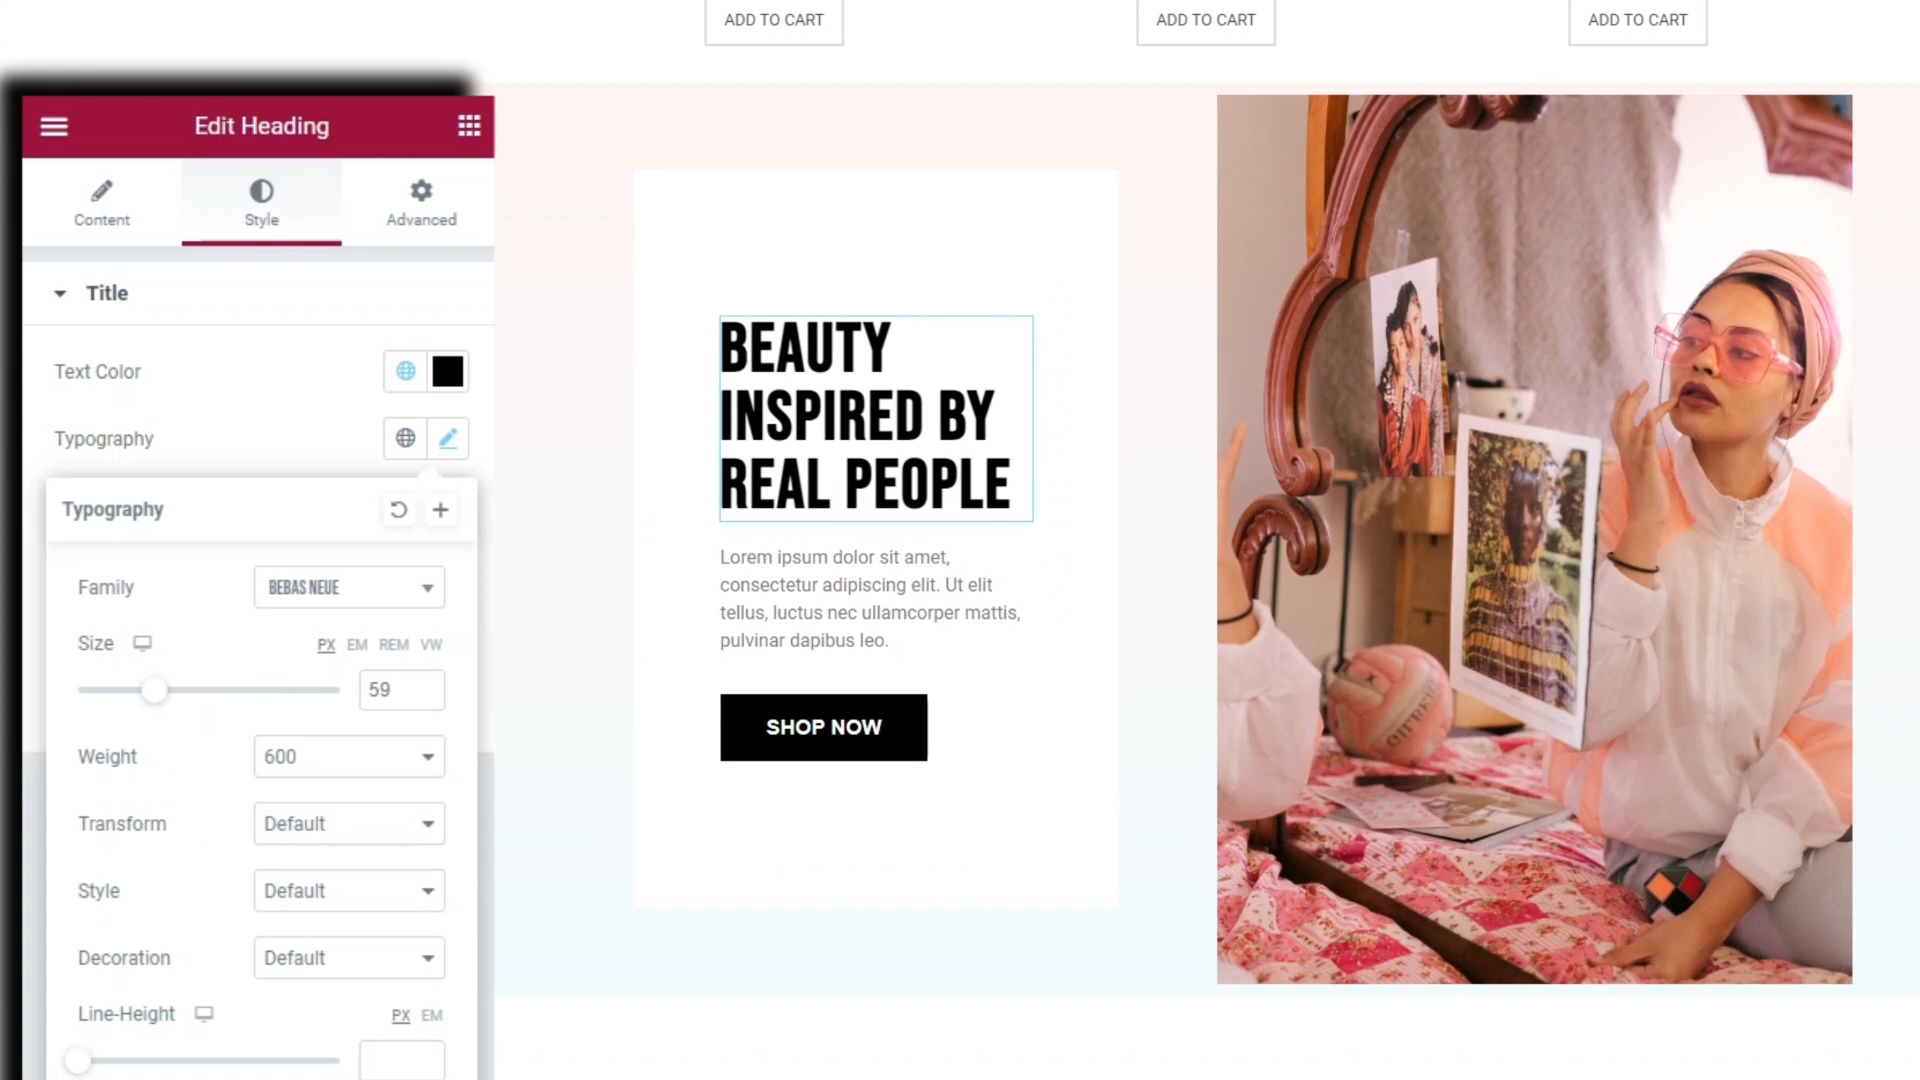 ADD TO CART
ADD TO CART
ADD TO CART
Edit Heading
Content
Style
Advanced
Title
Text Color
Typography
Typography
Family
BEBAS NEUE
Size
PX EM REM VW
59
Weight
600
Transform
Default
Style
Default
Decoration
Default
Line-Height
PX EM
BEAUTY
INSPIRED BY
REAL PEOPLE
Lorem ipsum dolor sit amet,
consectetur adipiscing elit. Ut elit
tellus, luctus nec ullamcorper mattis,
pulvinar dapibus leo.
SHOP NOW